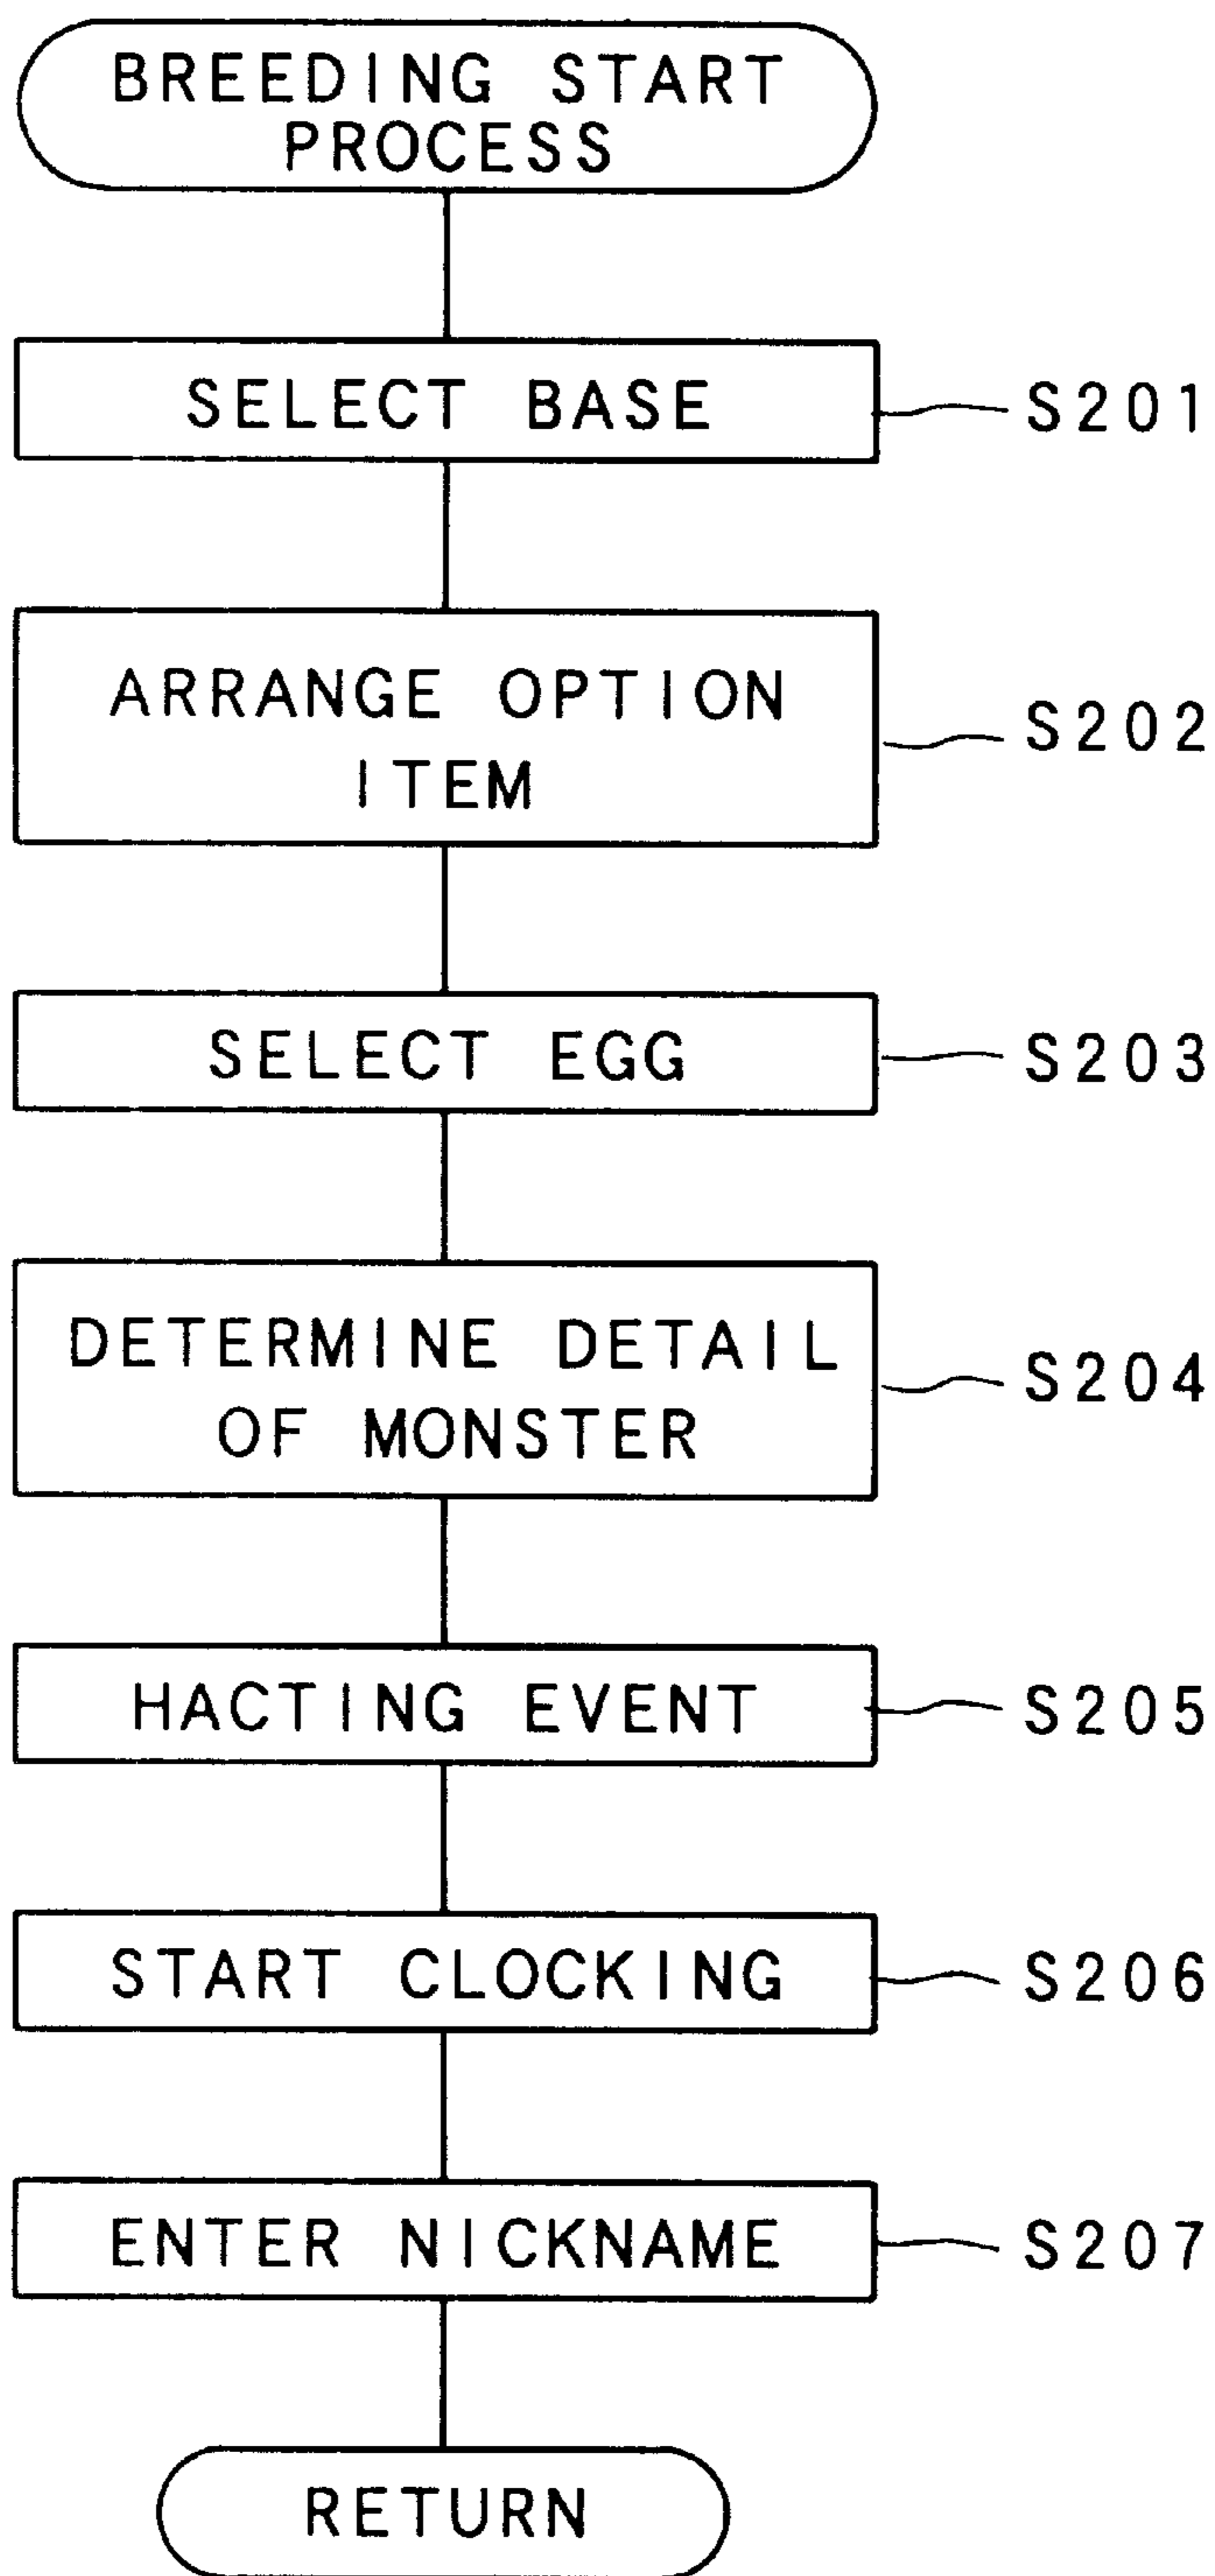 BREEDING START
PROCESS
SELECT BASE
S201
ARRANGE OPTION
ITEM
S202
SELECT EGG
S203
DETERMINE DETAIL
OF MONSTER
S204
HACTING EVENT
S205
START CLOCKING
S206
ENTER NICKNAME
S207
RETURN